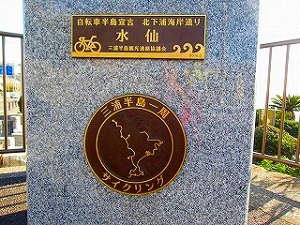 自転車半島宣言 北下浦海岸通り
水仙
三浦半島観光連絡協議会
三浦半島一周
サイクリング